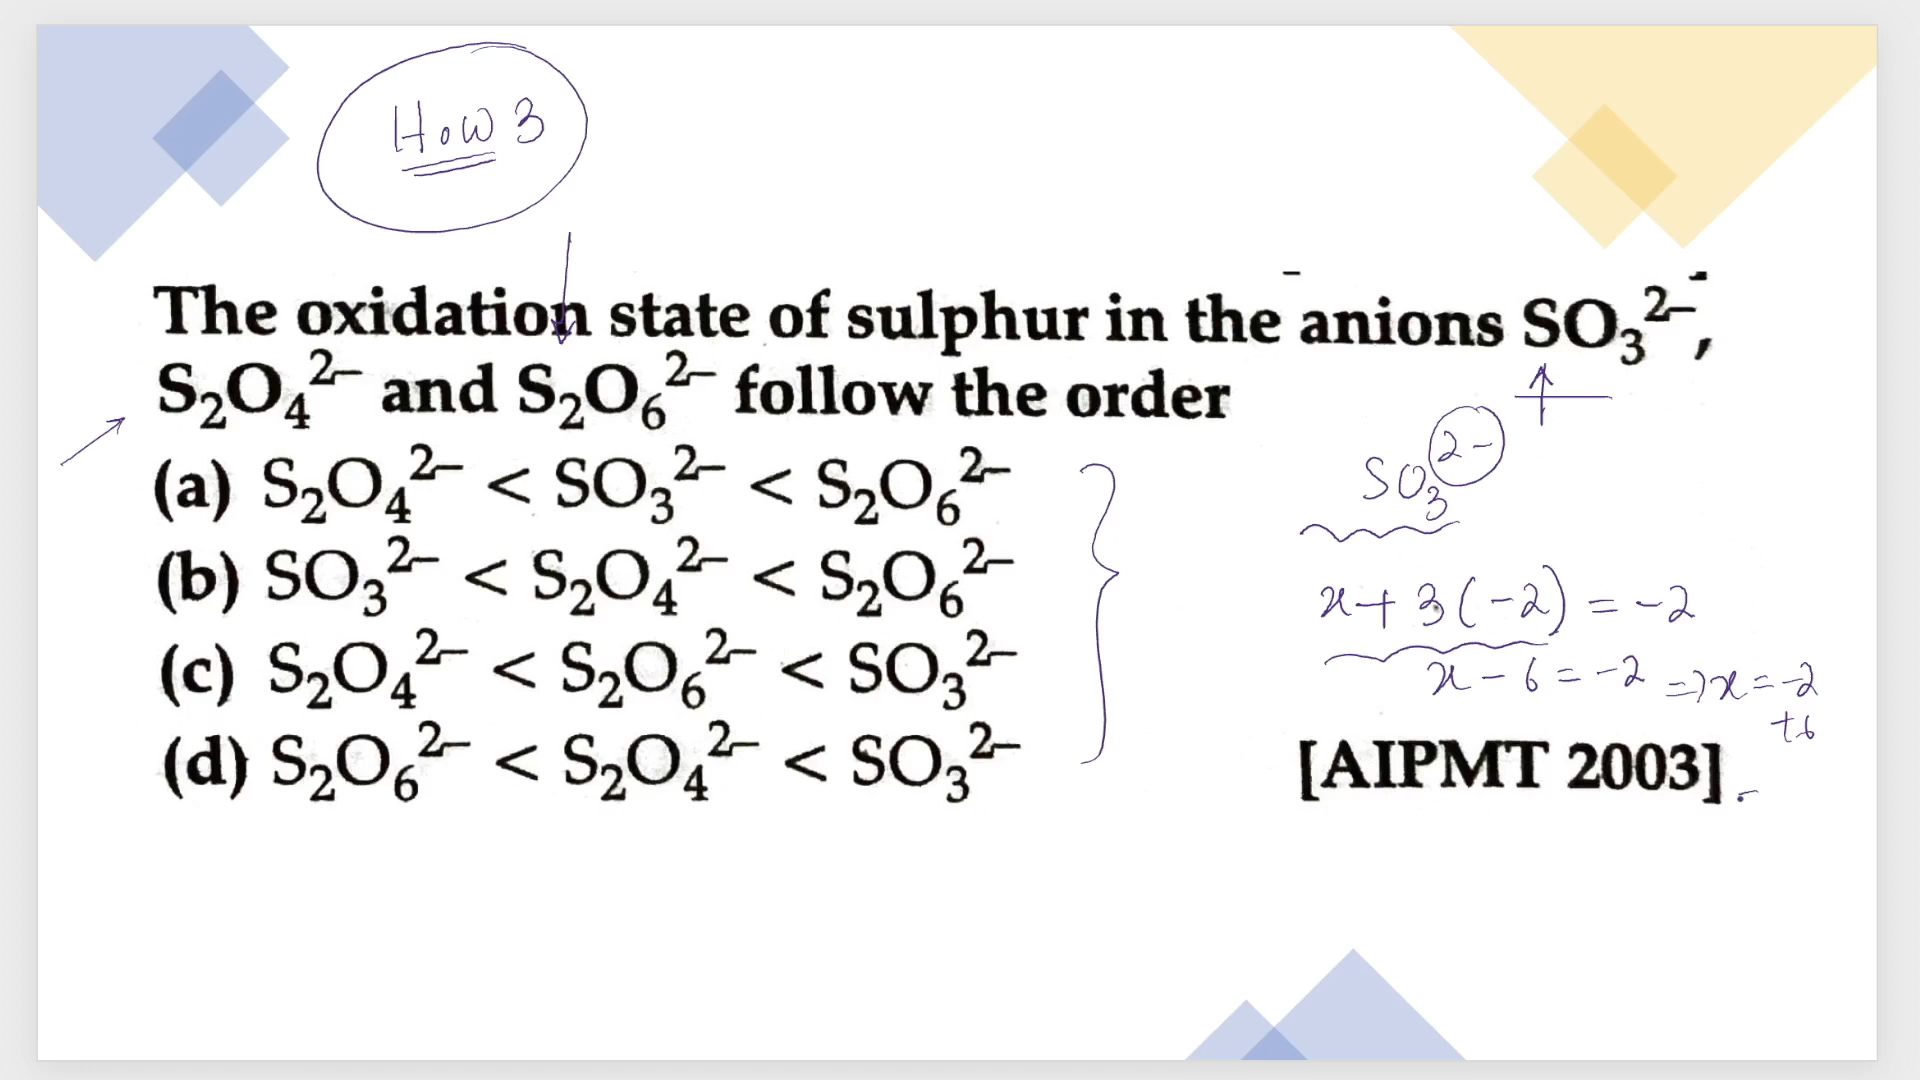 How 3
The oxidation state of sulphur in the anions SO₃²⁻,
S₂O₄²⁻ and S₂O₆²⁻ follow the order
(a) S₂O₄²⁻ < SO₃²⁻ < S₂O₆²⁻
(b) SO₃²⁻ < S₂O₄²⁻ < S₂O₆²⁻
(c) S₂O₄²⁻ < S₂O₆²⁻ < SO₃²⁻
(d) S₂O₆²⁻ < S₂O₄²⁻ < SO₃²⁻
SO₃²⁻
x + 3(-2) = -2
x - 6 = -2 => x = -2
+6
[AIPMT 2003].